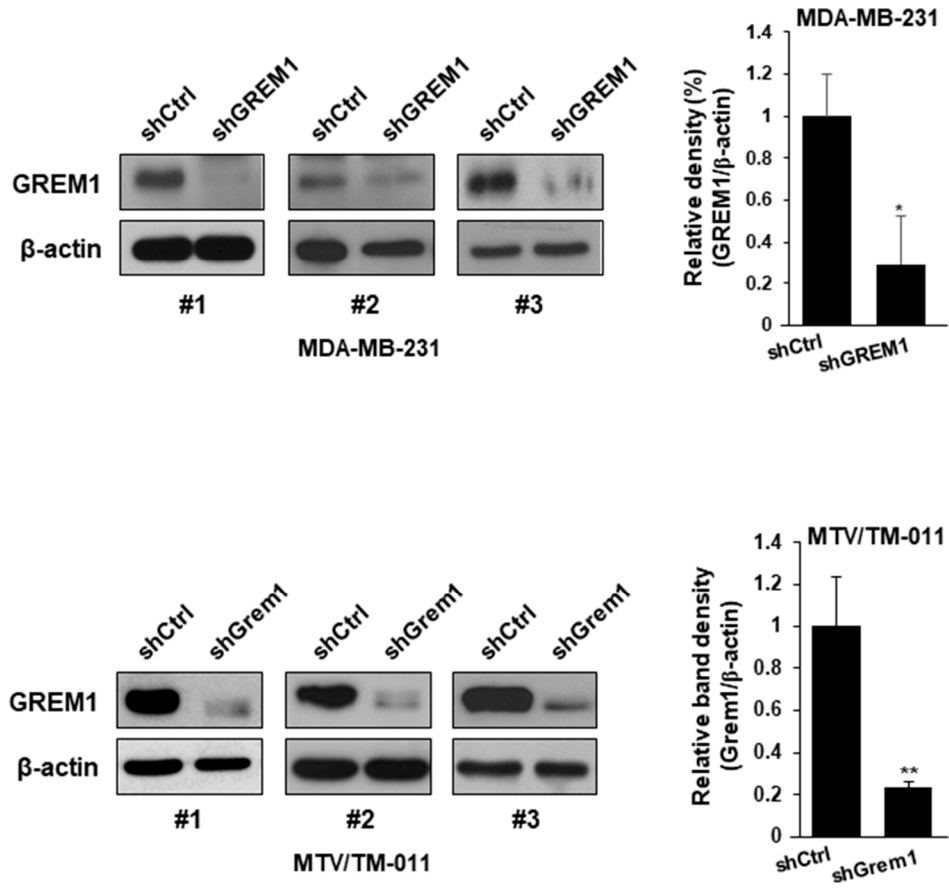 shCtrl shGREM1 shCtrl shGREM1 shCtrl shGREM1
GREM1
β-actin
#1 #2 #3
MDA-MB-231
MDA-MB-231
Relative density (%)
(GREM1/β-actin)
1.4
1.2
1
0.8
0.6
0.4
0.2
0
*
shCtrl
shGREM1
shCtrl shGrem1 shCtrl shGrem1 shCtrl shGrem1
GREM1
β-actin
#1 #2 #3
MTV/TM-011
MTV/TM-011
Relative band density
(Grem1/β-actin)
1.4
1.2
1
0.8
0.6
0.4
0.2
0
**
shCtrl
shGrem1